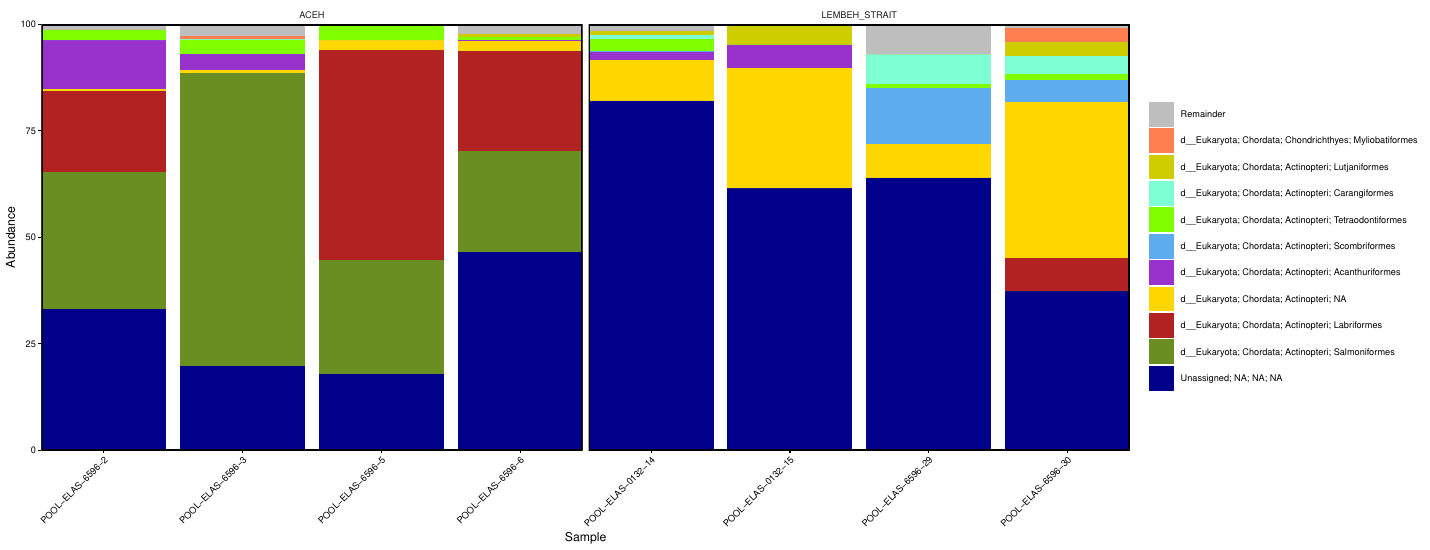 ACEH
LEMBEH_STRAIT
100
75
50
25
0
Abundance
POOL−ELAS−6596−2
POOL−ELAS−6596−3
POOL−ELAS−6596−5
POOL−ELAS−6596−6
POOL−ELAS−0132−14
POOL−ELAS−0132−15
POOL−ELAS−6596−29
POOL−ELAS−6596−30
Sample
Remainder
d__Eukaryota; Chordata; Chondrichthyes; Myliobatiformes
d__Eukaryota; Chordata; Actinopteri; Lutjaniformes
d__Eukaryota; Chordata; Actinopteri; Carangiformes
d__Eukaryota; Chordata; Actinopteri; Tetraodontiformes
d__Eukaryota; Chordata; Actinopteri; Scombriformes
d__Eukaryota; Chordata; Actinopteri; Acanthuriformes
d__Eukaryota; Chordata; Actinopteri; NA
d__Eukaryota; Chordata; Actinopteri; Labriformes
d__Eukaryota; Chordata; Actinopteri; Salmoniformes
Unassigned; NA; NA; NA